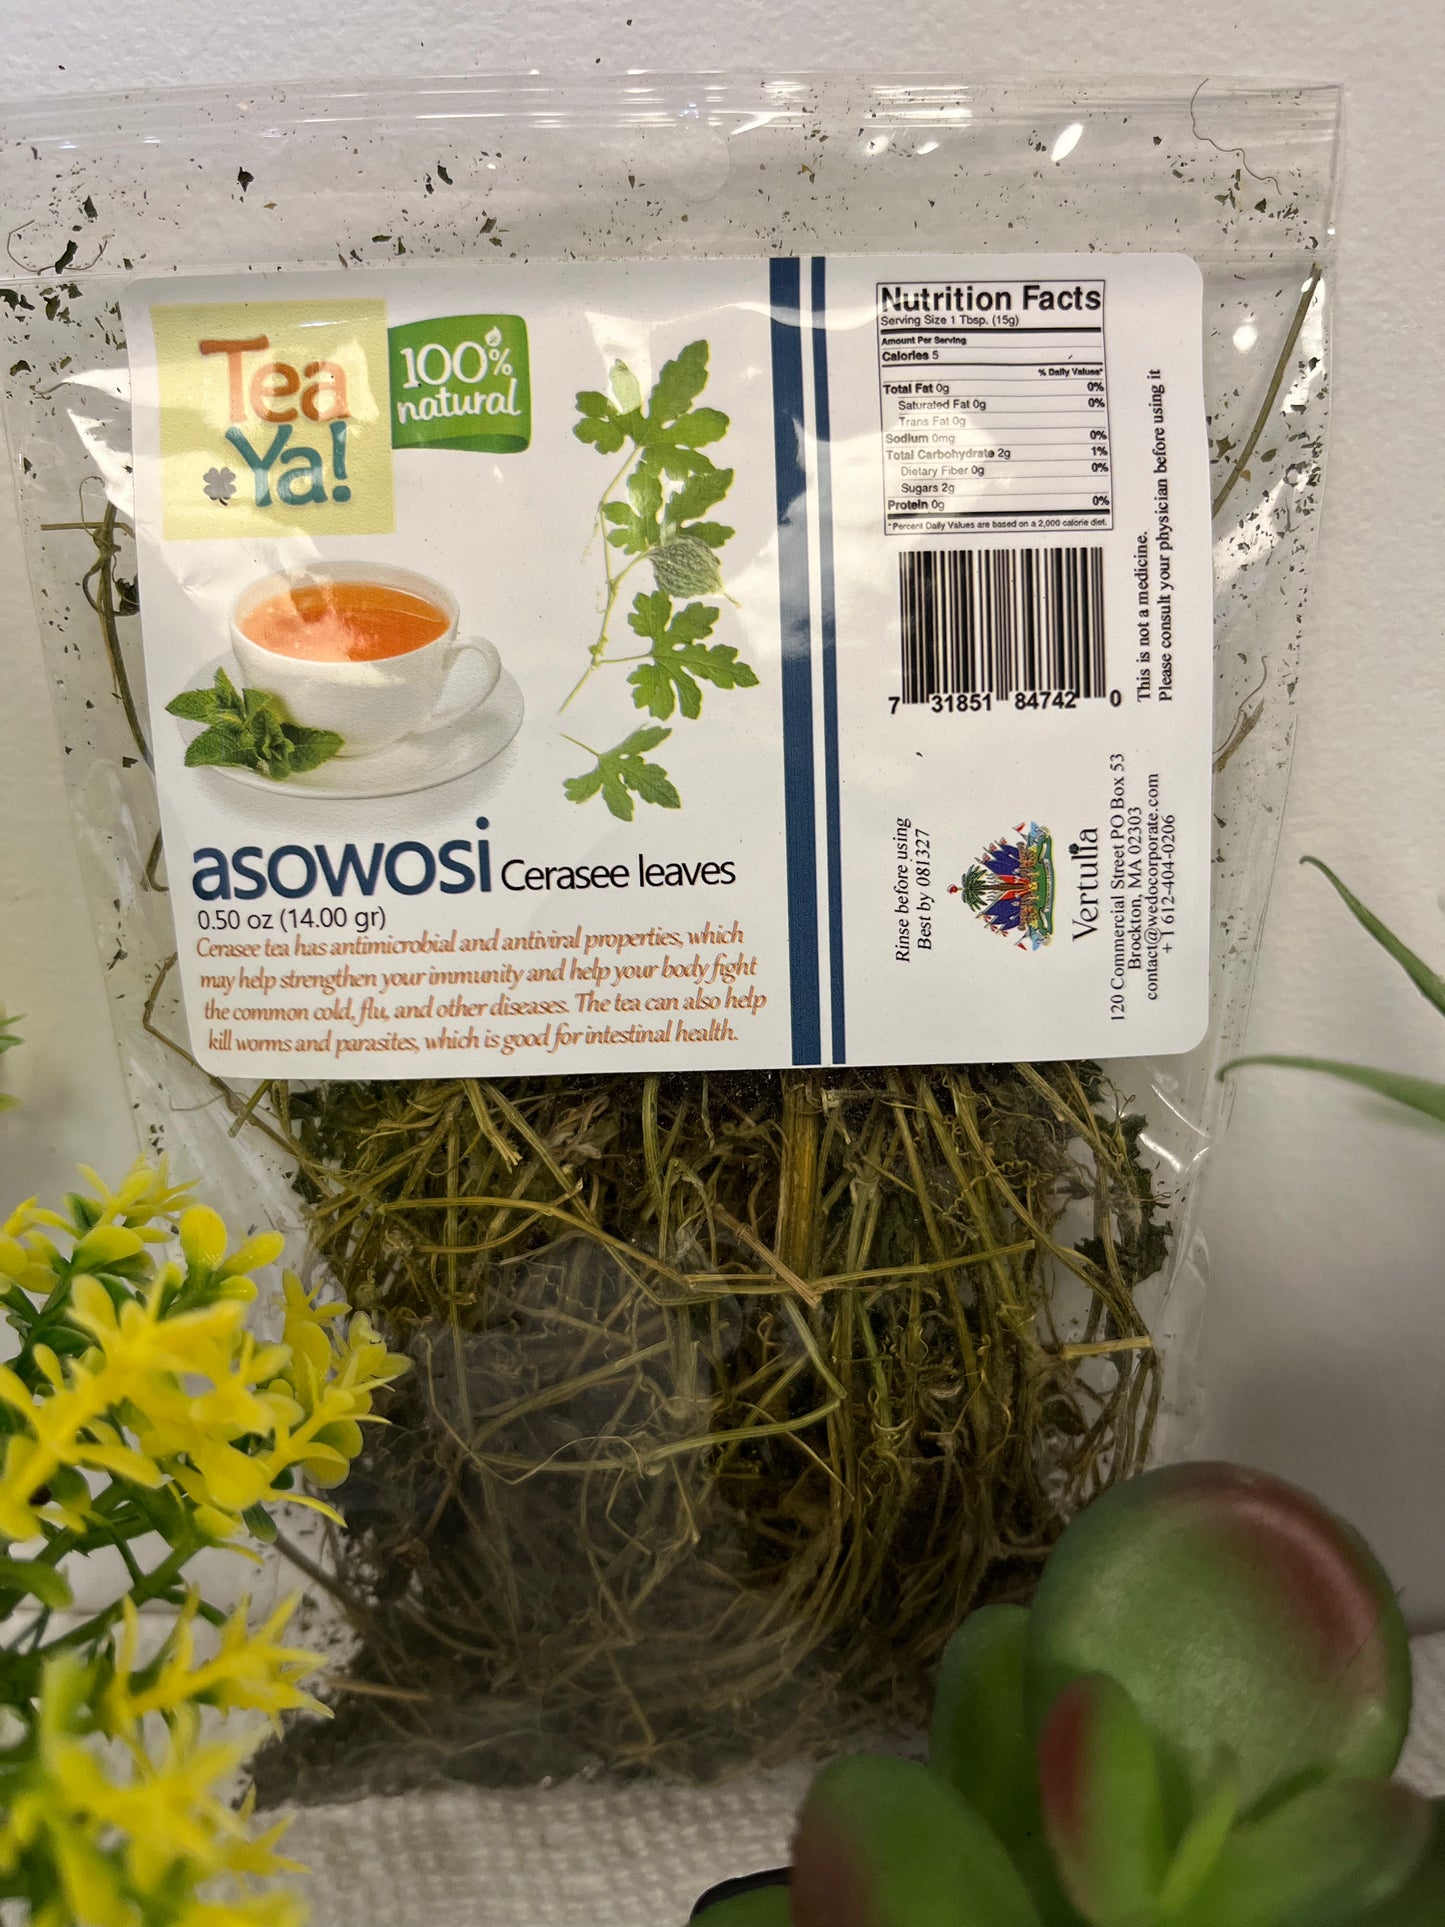 Tea
Ya!
100%
natural
asowosi Cerasee leaves
0.50 oz (14.00 gr)
Cerasee tea has antimicrobial and antiviral properties, which
may help strengthen your immunity and help your body fight
the common cold, flu, and other diseases. The tea can also help
kill worms and parasites, which is good for intestinal health.
Nutrition Facts
Serving Size 1 Tbsp. (15g)
Amount Per Serving
Calories 5
% Daily Values*
Total Fat 0g 0%
Saturated Fat 0g 0%
Trans Fat 0g
Sodium 0mg 0%
Total Carbohydrate 2g 1%
Dietary Fiber 0g 0%
Sugars 2g
Protein 0g 0%
*Percent Daily Values are based on a 2,000 calorie diet.
7 31851 84742 0
This is not a medicine.
Please consult your physician before using it
Rinse before using
Best by 081327
Vertulia
120 Commercial Street PO Box 53
Brockton, MA 02303
contact@wedocorporate.com
+ 1 612-404-0206